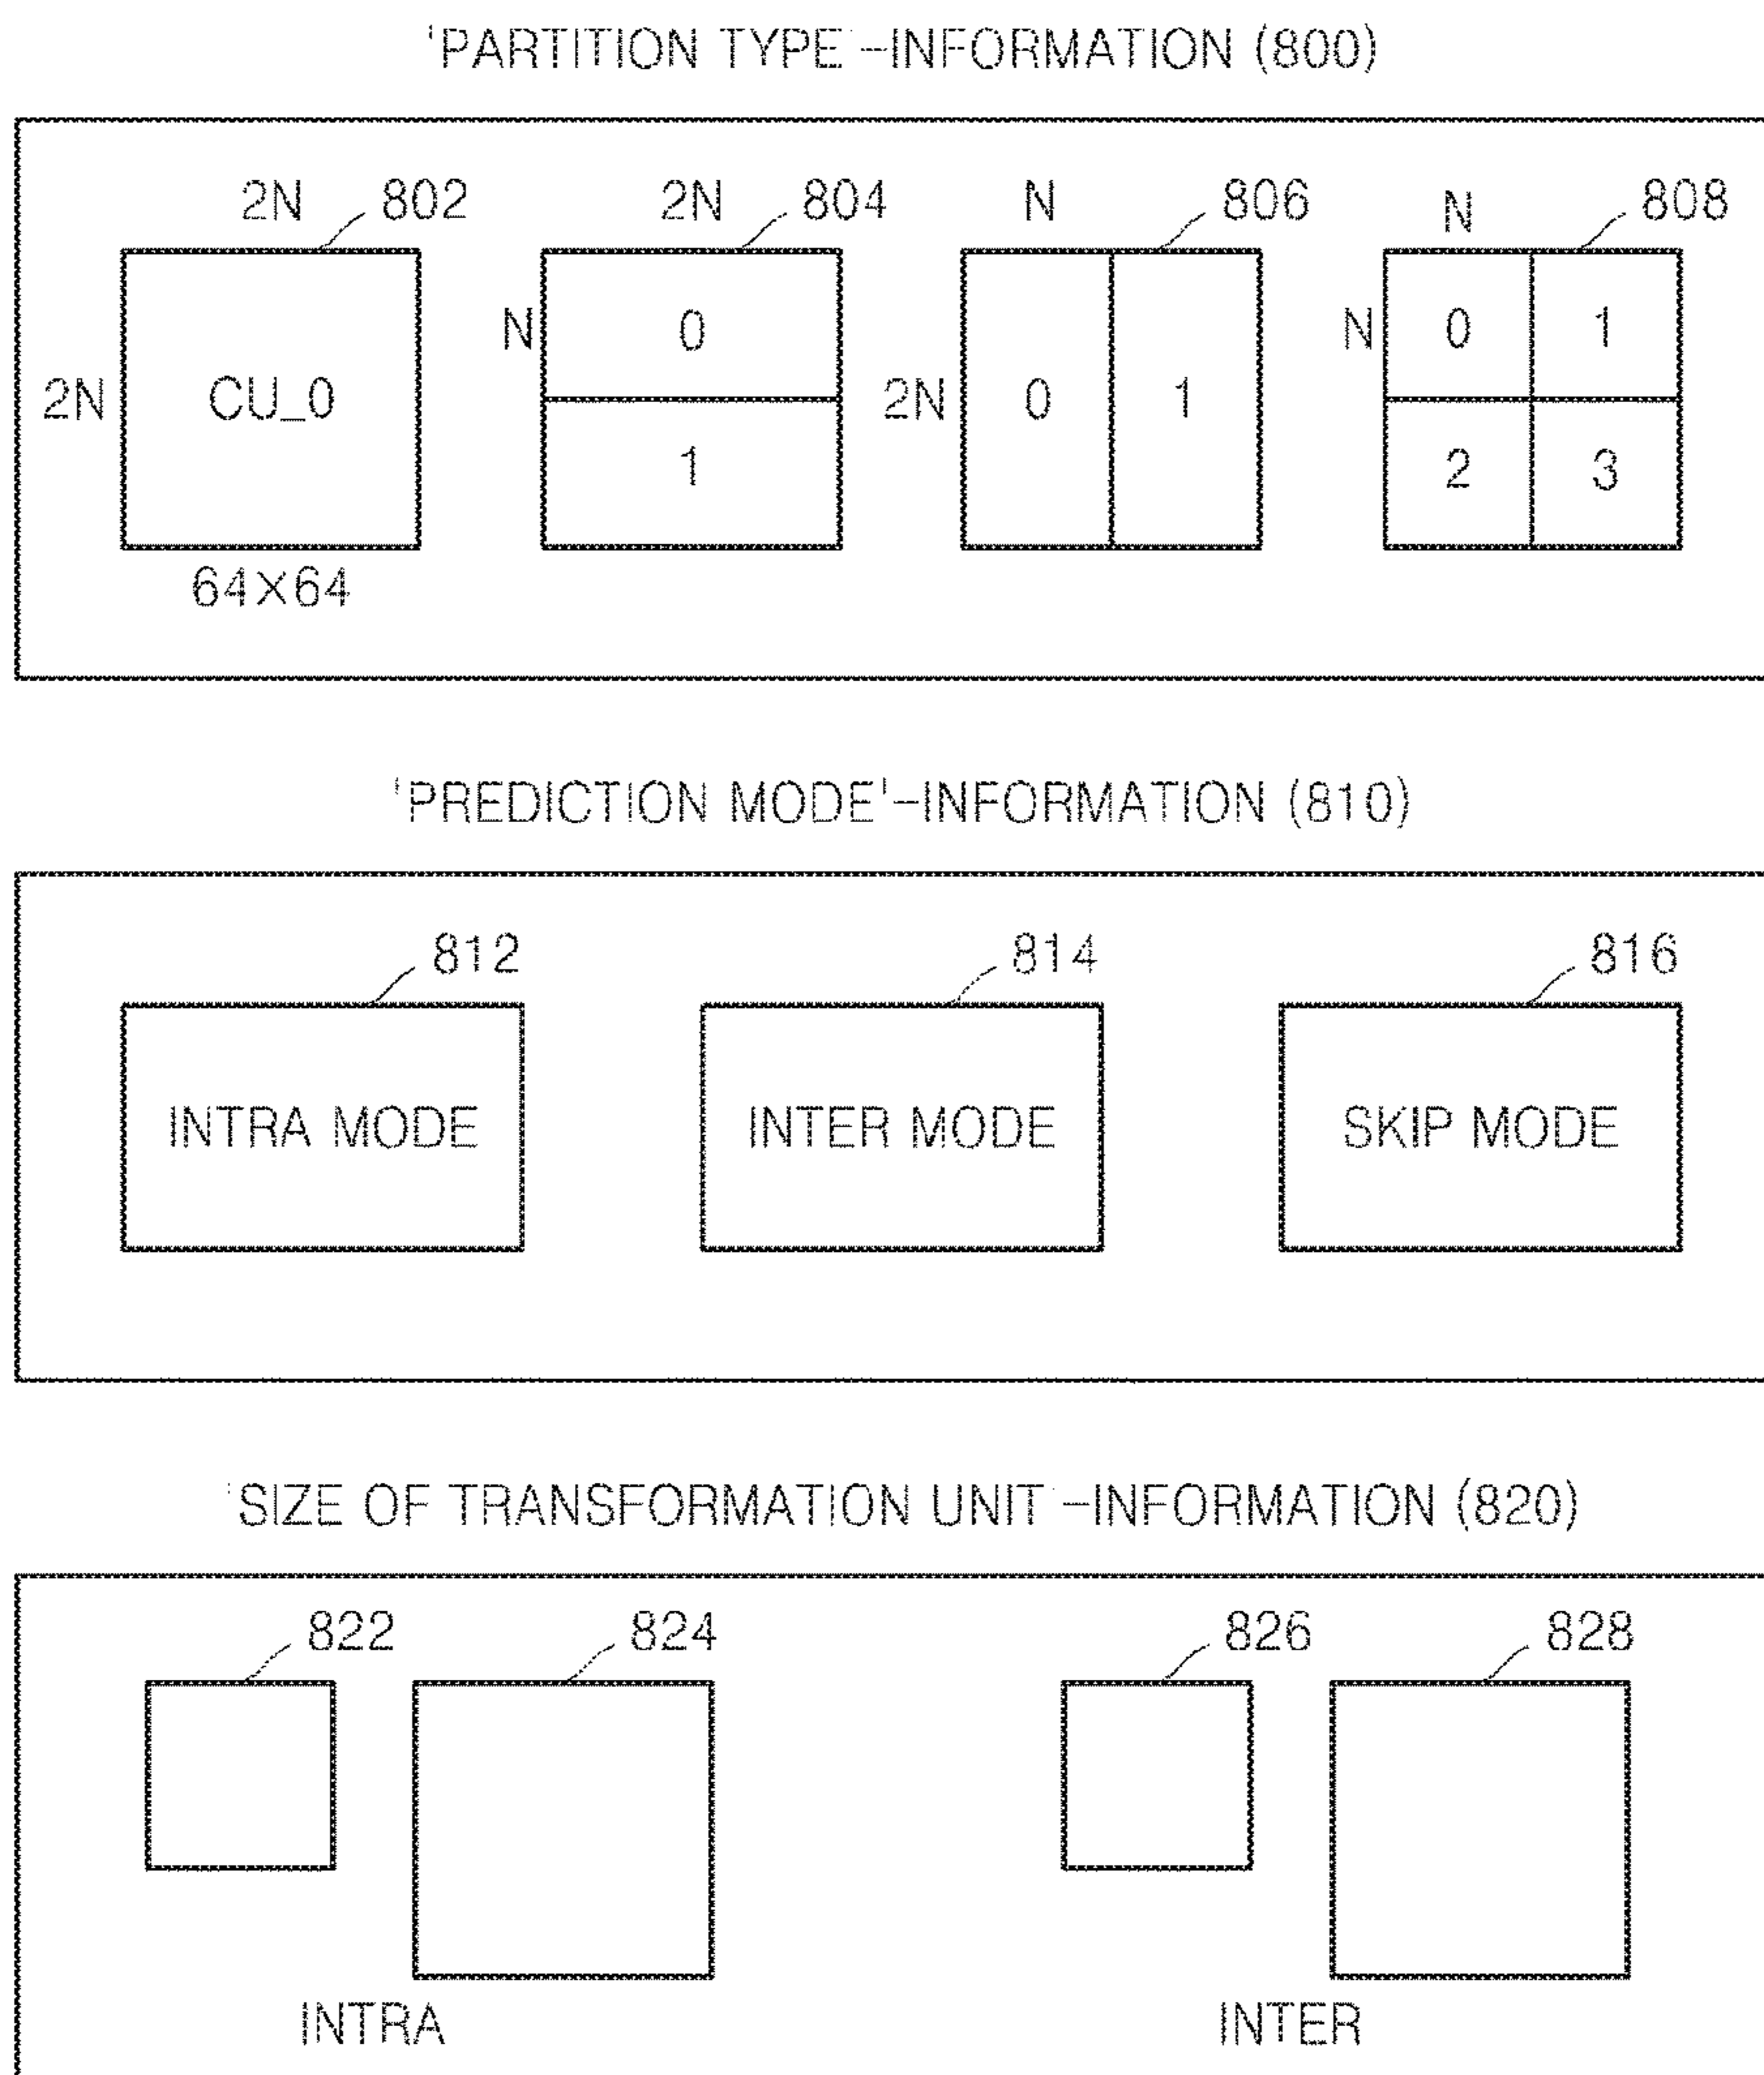 'PARTITION TYPE'-INFORMATION (800)
2N 802 2N 804 N 806 N 808
N 0 N 0 1
2N CU_0 2N 0 1
1 2 3
64×64
'PREDICTION MODE'-INFORMATION (810)
812 814 816
INTRA MODE INTER MODE SKIP MODE
'SIZE OF TRANSFORMATION UNIT'-INFORMATION (820)
822 824 826 828
INTRA INTER